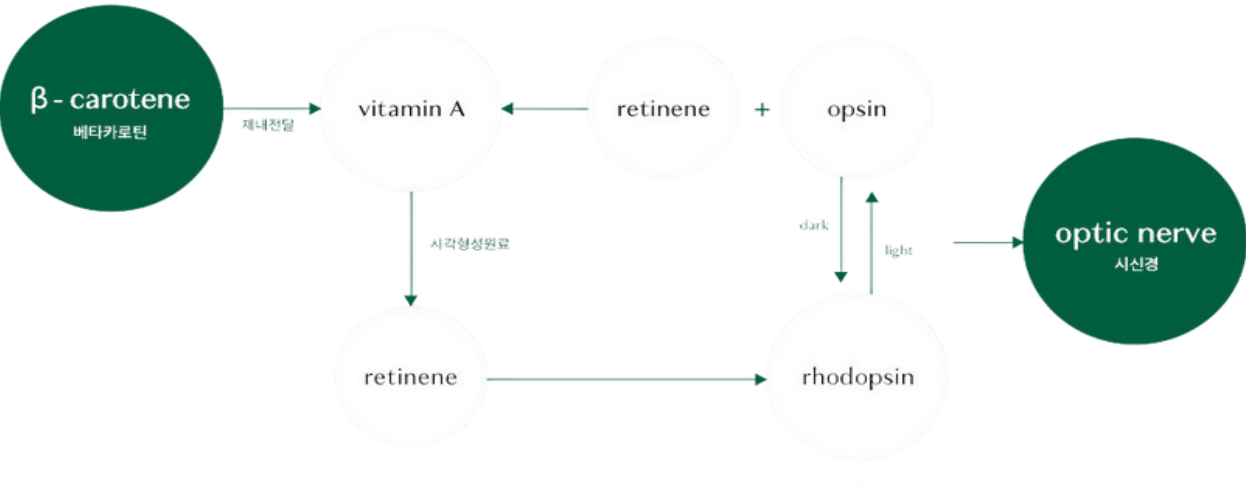 β - carotene
베타카로틴
제내전달
vitamin A
retinene
+
opsin
시각형성원료
dark
light
optic nerve
시신경
retinene
rhodopsin